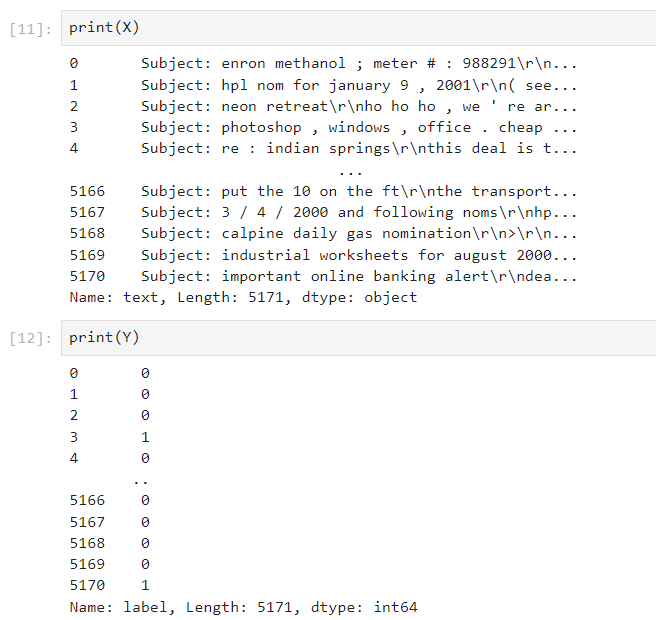 [11]: print(X)
0 Subject: enron methanol ; meter # : 988291\r\n...
1 Subject: hpl nom for january 9 , 2001\r\n( see...
2 Subject: neon retreat\r\nho ho ho , we ' re ar...
3 Subject: photoshop , windows , office . cheap ...
4 Subject: re : indian springs\r\nthis deal is t...
...
5166 Subject: put the 10 on the ft\r\nthe transport...
5167 Subject: 3 / 4 / 2000 and following noms\r\nhp...
5168 Subject: calpine daily gas nomination\r\n>\r\n...
5169 Subject: industrial worksheets for august 2000...
5170 Subject: important online banking alert\r\ndea...
Name: text, Length: 5171, dtype: object
[12]: print(Y)
0 0
1 0
2 0
3 1
4 0
..
5166 0
5167 0
5168 0
5169 0
5170 1
Name: label, Length: 5171, dtype: int64